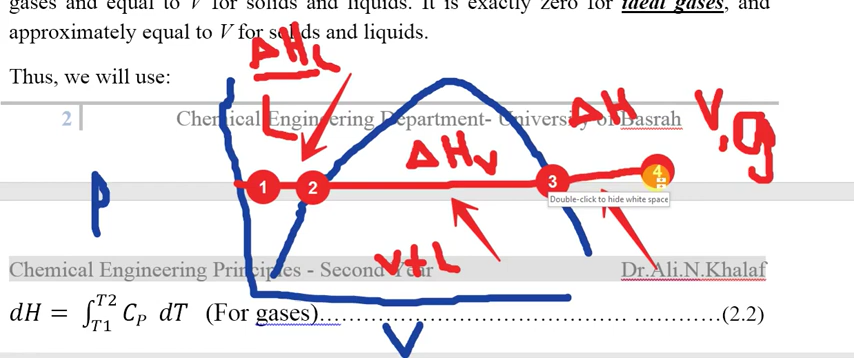 gases and equal to V for solids and liquids. It is exactly zero for ideal gases, and
approximately equal to V for solids and liquids.
ΔHL
Thus, we will use:
2 | Chemical Engineering Department- University of Basrah
L
ΔH
V,g
ΔHv
1
2
3
4
Double-click to hide white space
P
V+L
Chemical Engineering Principles - Second Year Dr.Ali.N.Khalaf
dH = ∫T1T2 CP dT (For gases)..................................................(2.2)
V